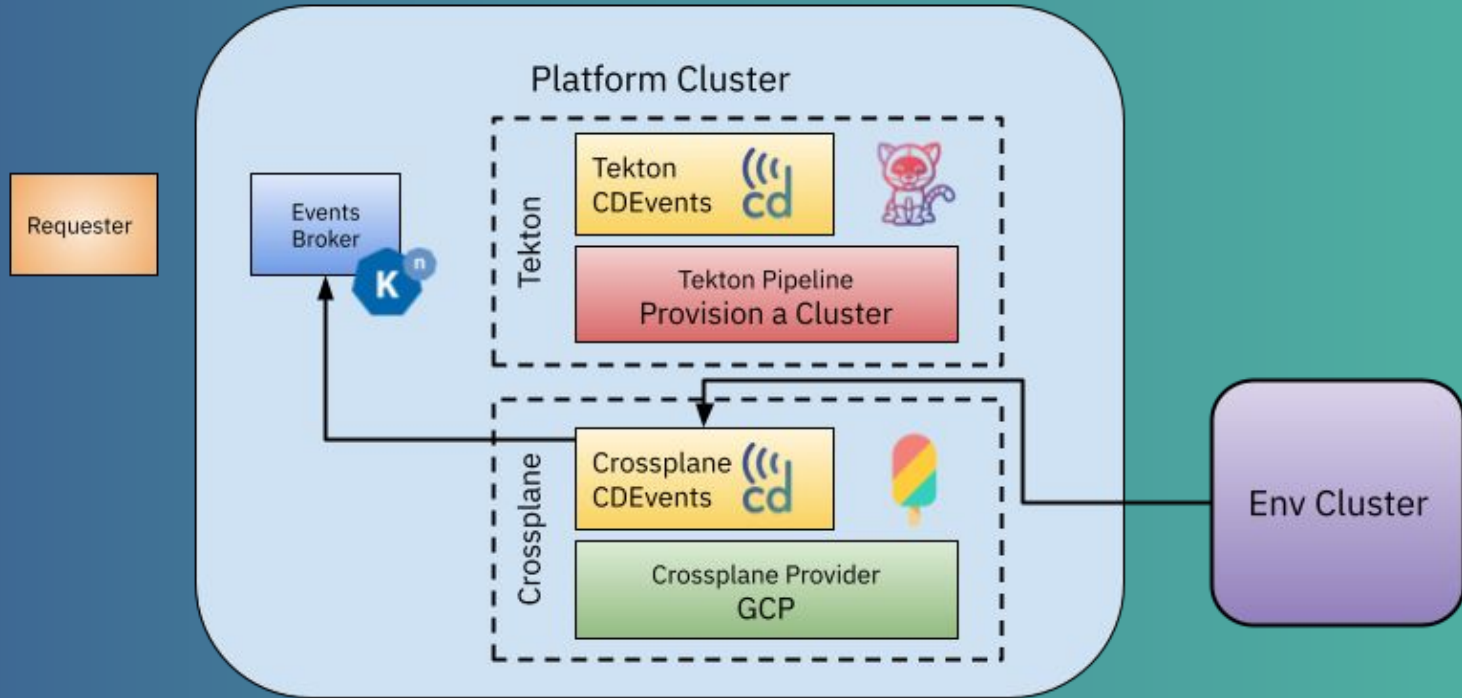 Platform Cluster
Requester
Events
Broker
K
n
Tekton
Tekton
CDEvents
cd
Tekton Pipeline
Provision a Cluster
Crossplane
Crossplane
CDEvents
cd
Crossplane Provider
GCP
Env Cluster